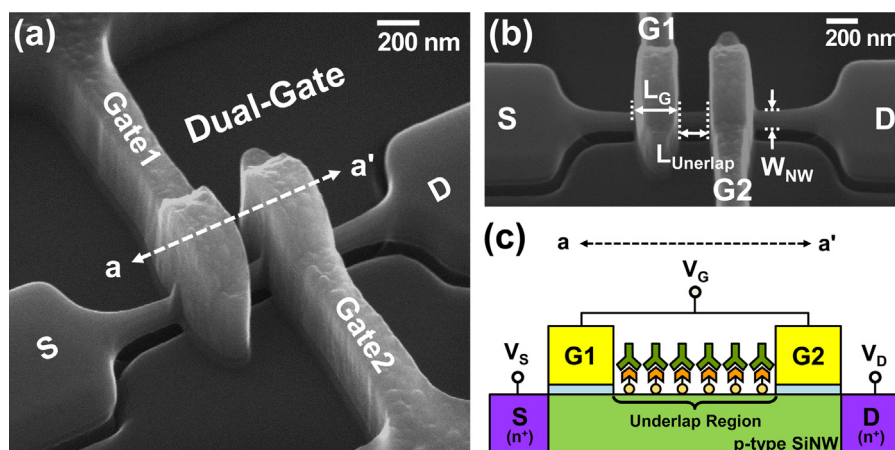 (a)
200 nm
Gate1
Dual-Gate
a'
D
a
S
Gate2
(b)
G1
200 nm
S
L_G
D
L_Unerlap
W_NW
G2
(c)
a
a'
V_G
G1
G2
V_S
V_D
S
(n⁺)
Underlap Region
p-type SiNW
D
(n⁺)